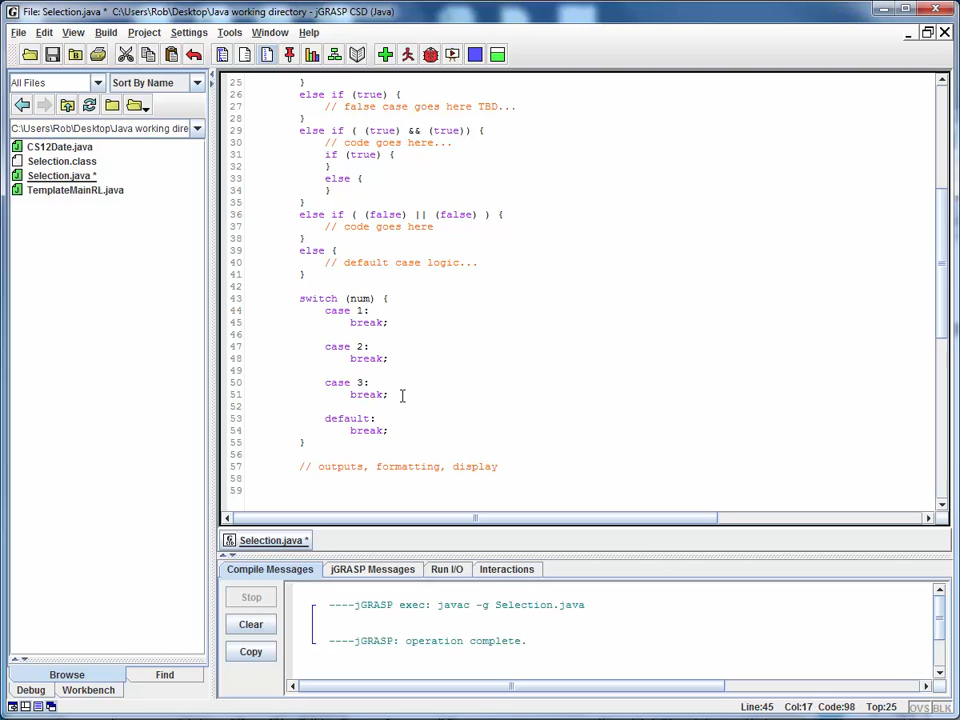 File: Selection.java * C:\Users\Rob\Desktop\Java working directory - jGRASP CSD (Java)
File Edit View Build Project Settings Tools Window Help
All Files Sort By Name
C:\Users\Rob\Desktop\Java working dire
CS12Date.java
Selection.class
Selection.java *
TemplateMainRL.java
Browse Find
Debug Workbench
25 }
26 else if (true) {
27 // false case goes here TBD...
28 }
29 else if ( (true) && (true)) {
30 // code goes here...
31 if (true) {
32 }
33 else {
34 }
35 }
36 else if ( (false) || (false) ) {
37 // code goes here
38 }
39 else {
40 // default case logic...
41 }
42
43 switch (num) {
44 case 1:
45 break;
46
47 case 2:
48 break;
49
50 case 3:
51 break;
52
53 default:
54 break;
55 }
56
57 // outputs, formatting, display
58
59
Selection.java *
Compile Messages jGRASP Messages Run I/O Interactions
Stop
Clear
Copy
----jGRASP exec: javac -g Selection.java
----jGRASP: operation complete.
Line:45 Col:17 Code:98 Top:25 OVS BLK